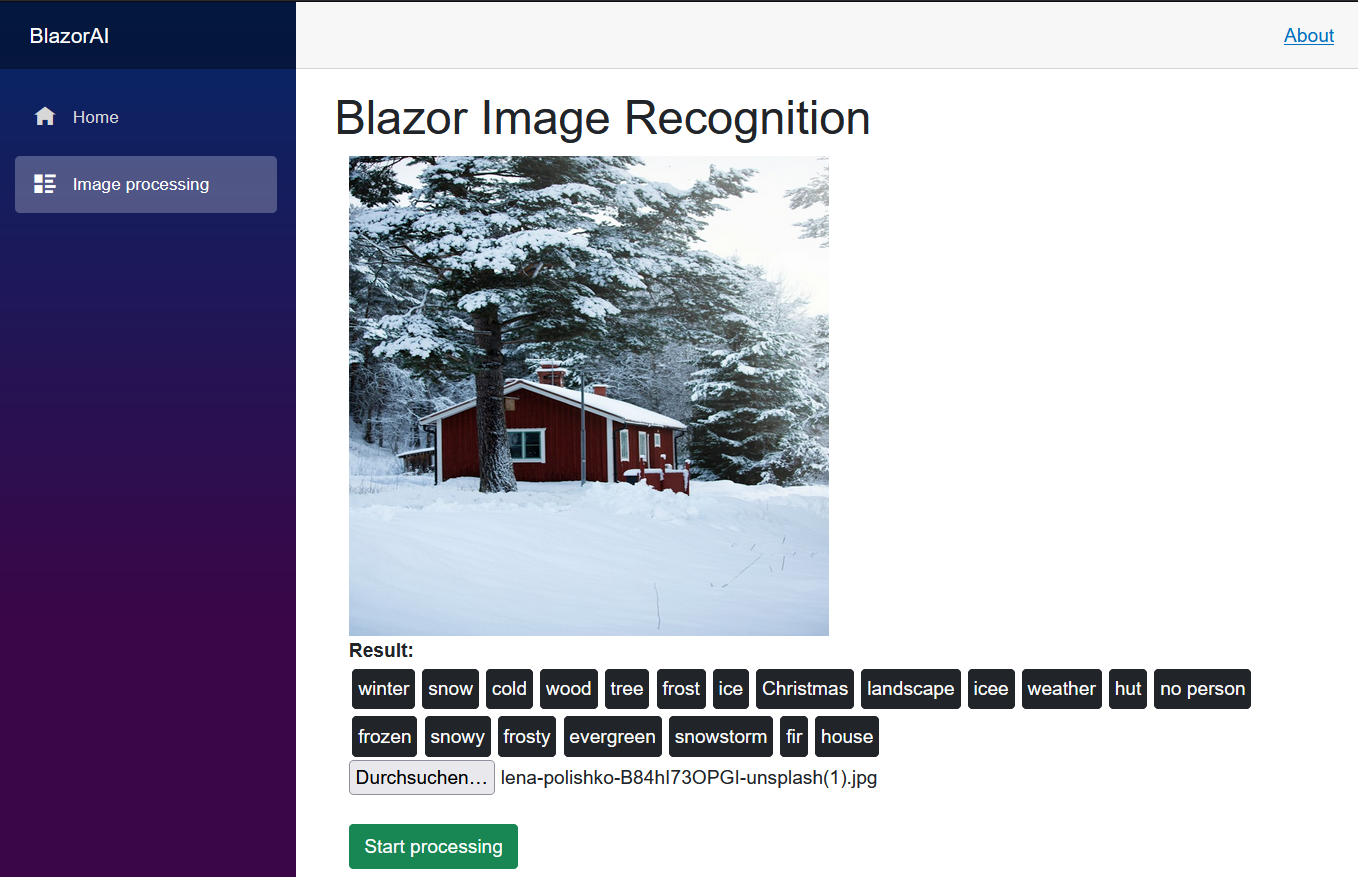 BlazorAI
About
Home
Image processing
Blazor Image Recognition
Result:
winter snow cold wood tree frost ice Christmas landscape icee weather hut no person
frozen snowy frosty evergreen snowstorm fir house
Durchsuchen… lena-polishko-B84hI73OPGI-unsplash(1).jpg
Start processing